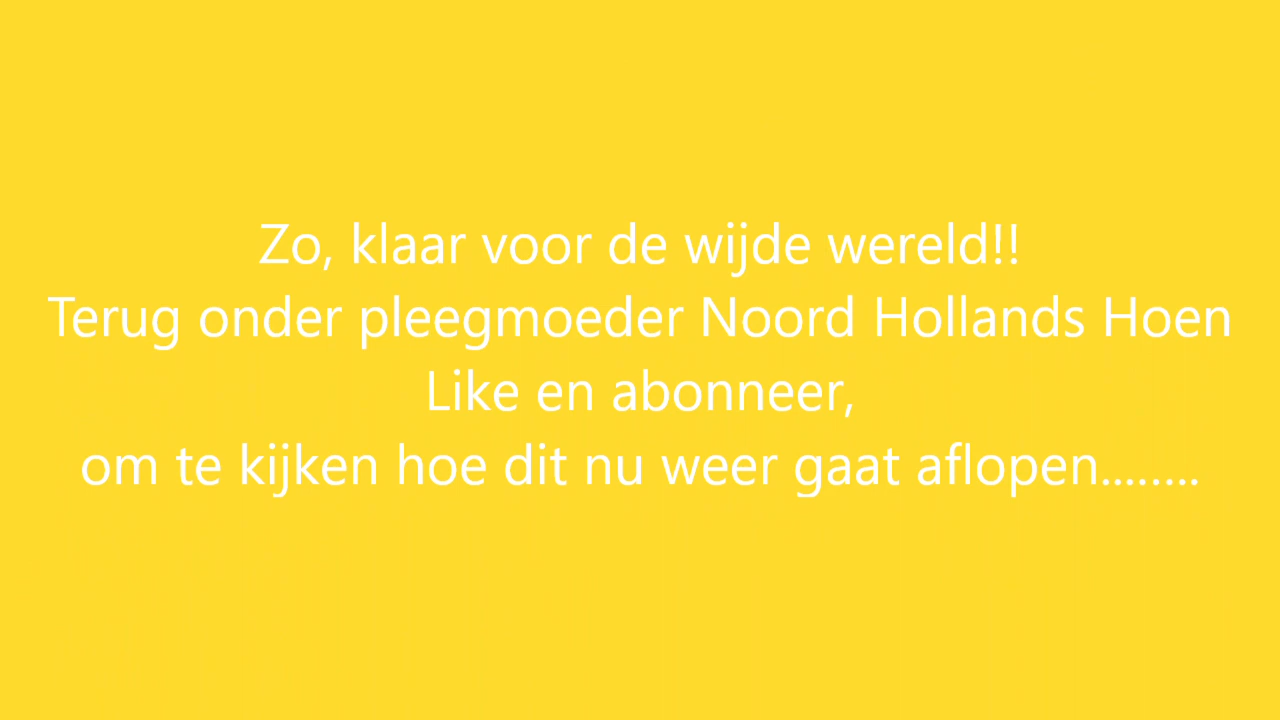 Zo, klaar voor de wijde wereld!!
Terug onder pleegmoeder Noord Hollands Hoen
Like en abonneer,
om te kijken hoe dit nu weer gaat aflopen........